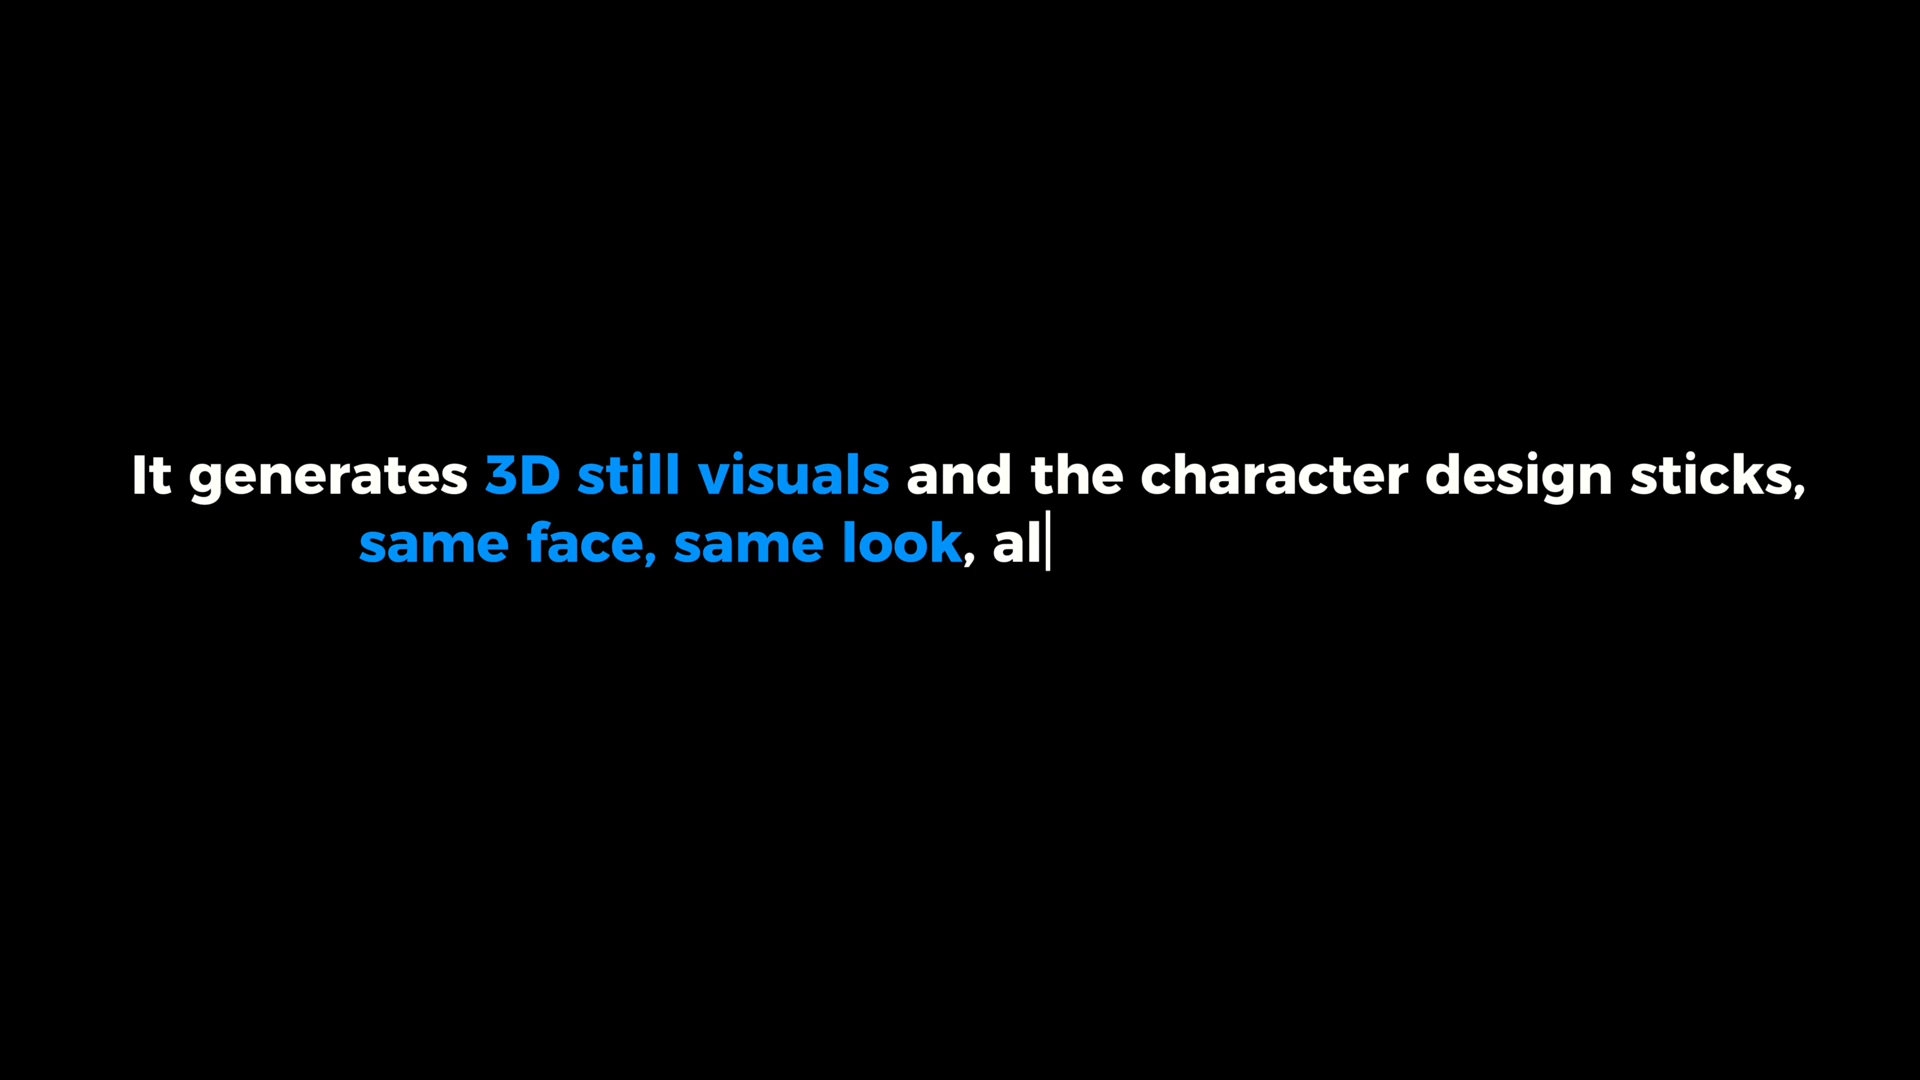 It generates 3D still visuals and the character design sticks,
same face, same look, al